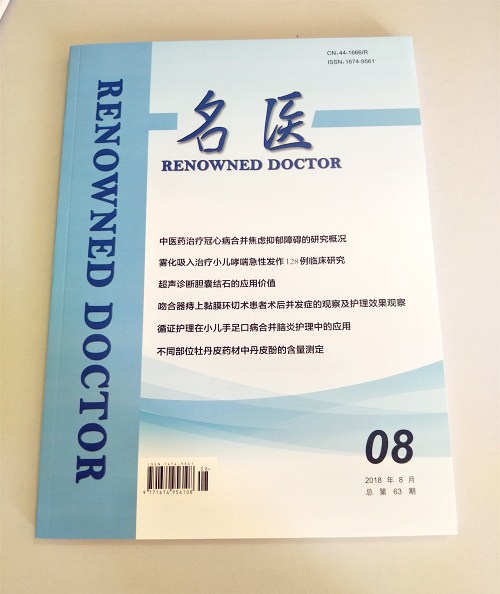 CN: 44-1666/R
ISSN: 1674-9561
RENOWNED DOCTOR
名医
RENOWNED DOCTOR
中医药治疗冠心病合并焦虑抑郁障碍的研究概况
雾化吸入治疗小儿哮喘急性发作128例临床研究
超声诊断胆囊结石的应用价值
吻合器痔上黏膜环切术患者术后并发症的观察及护理效果观察
循证护理在小儿手足口病合并脑炎护理中的应用
不同部位牡丹皮药材中丹皮酚的含量测定
08
2018 年 8 月
总 第 63 期
ISSN 1674-9561
08>
9 771674 956108